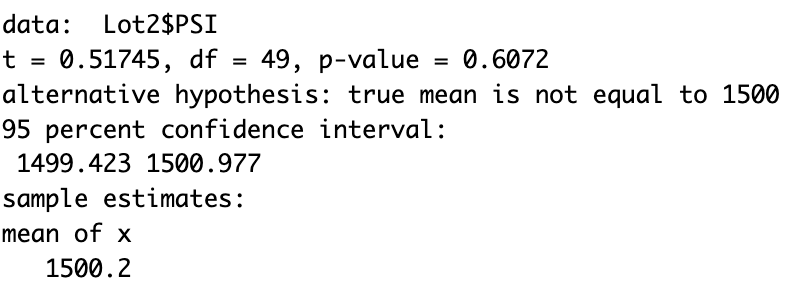 data:  Lot2$PSI
t = 0.51745, df = 49, p-value = 0.6072
alternative hypothesis: true mean is not equal to 1500
95 percent confidence interval:
 1499.423 1500.977
sample estimates:
mean of x
   1500.2